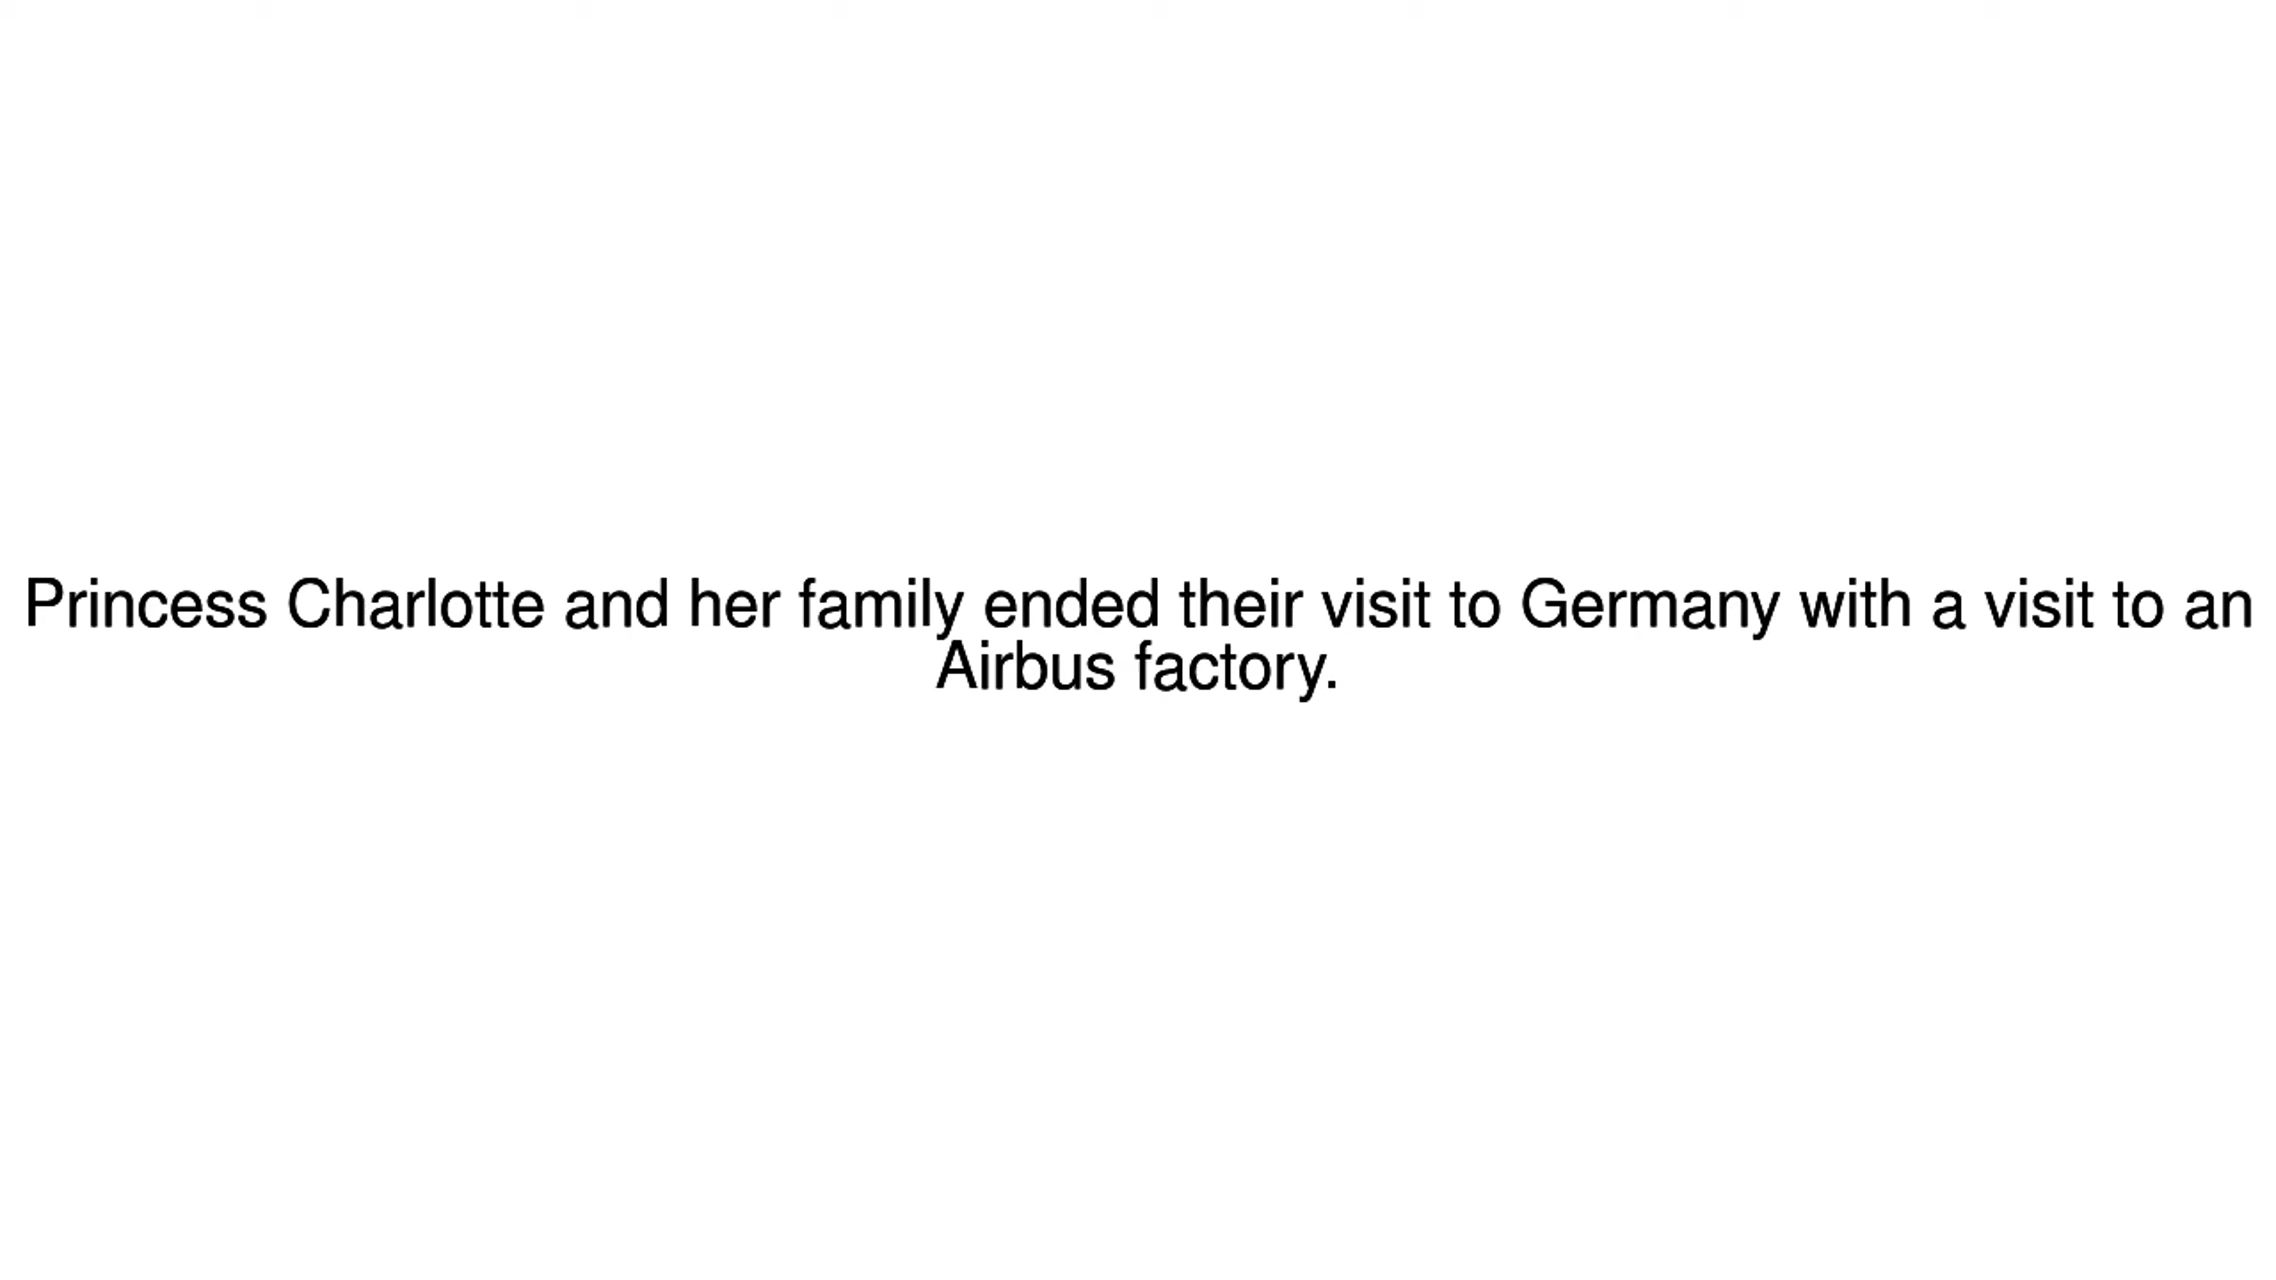 Princess Charlotte and her family ended their visit to Germany with a visit to an
Airbus factory.